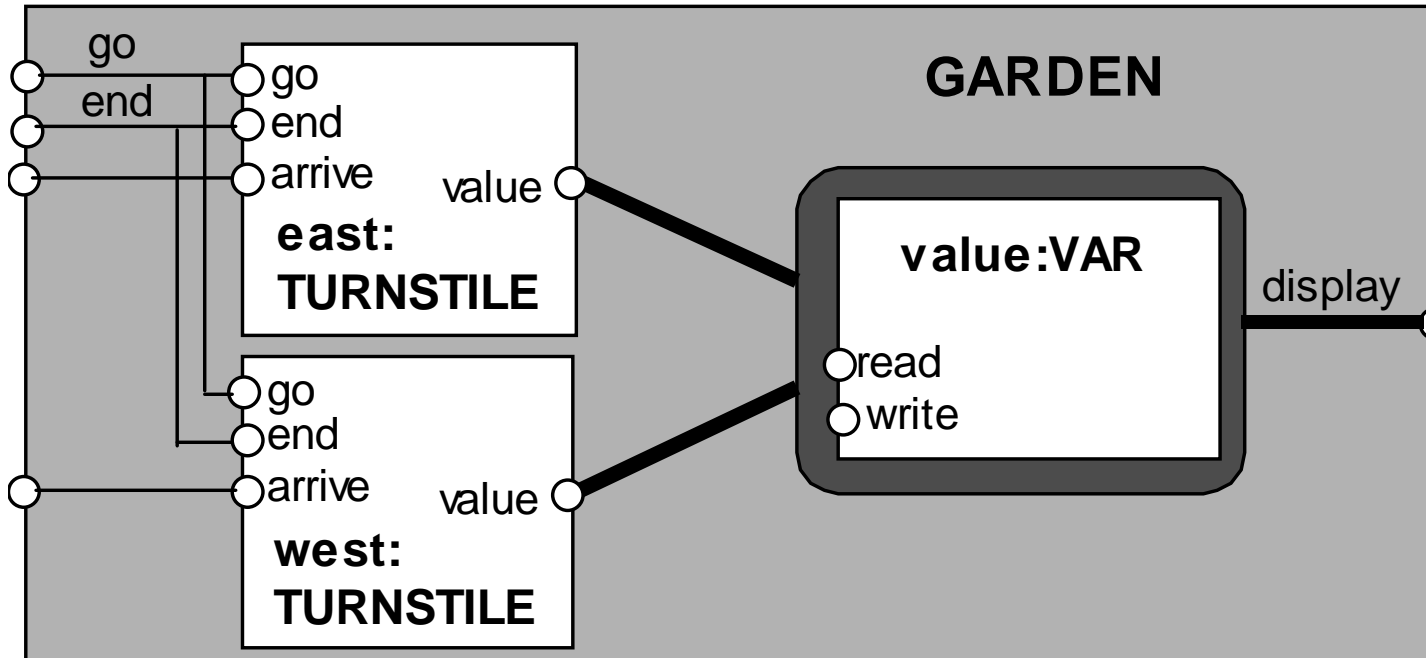 go
end
GARDEN
go
end
arrive
value
east:
TURNSTILE
value:VAR
read
write
display
go
end
arrive
value
west:
TURNSTILE